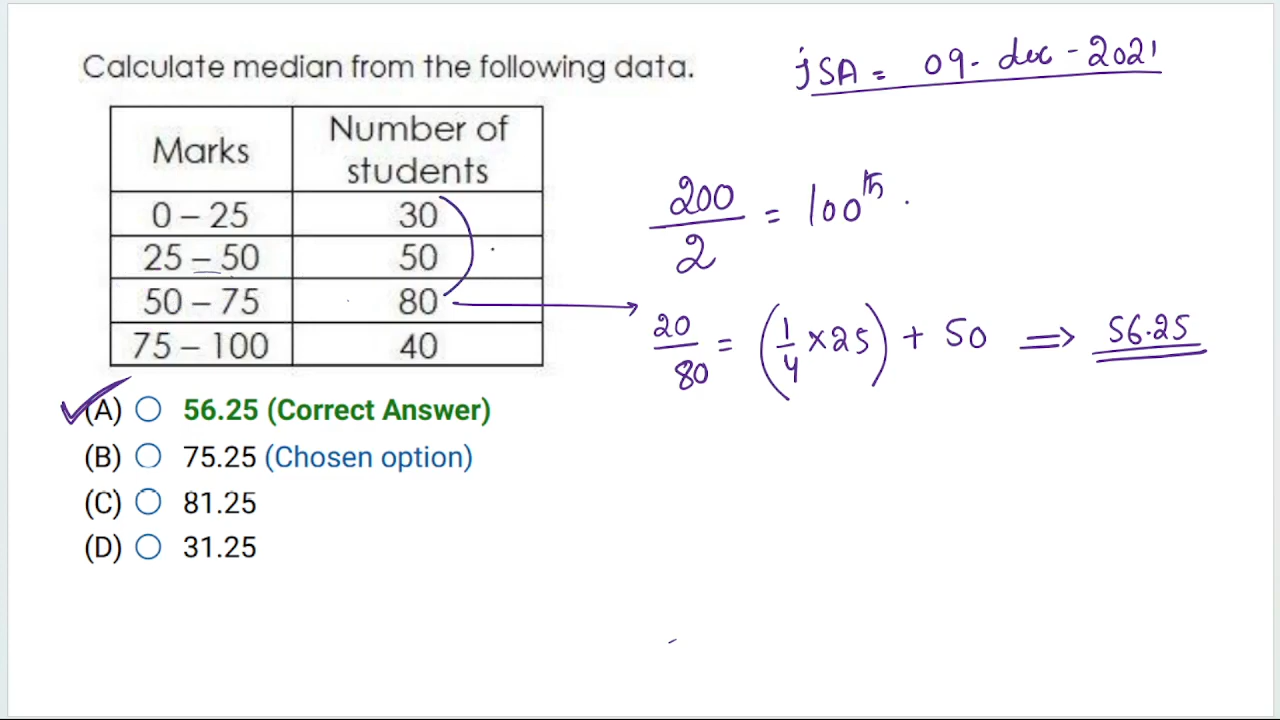 Calculate median from the following data.
jSA = 09- dec - 2021
Marks Number of students
0 – 25 30
25 – 50 50
50 – 75 80
75 – 100 40
200/2 = 100th .
20/80 = (1/4 ×25) + 50 ⟹ 56.25
(A) 56.25 (Correct Answer)
(B) 75.25 (Chosen option)
(C) 81.25
(D) 31.25